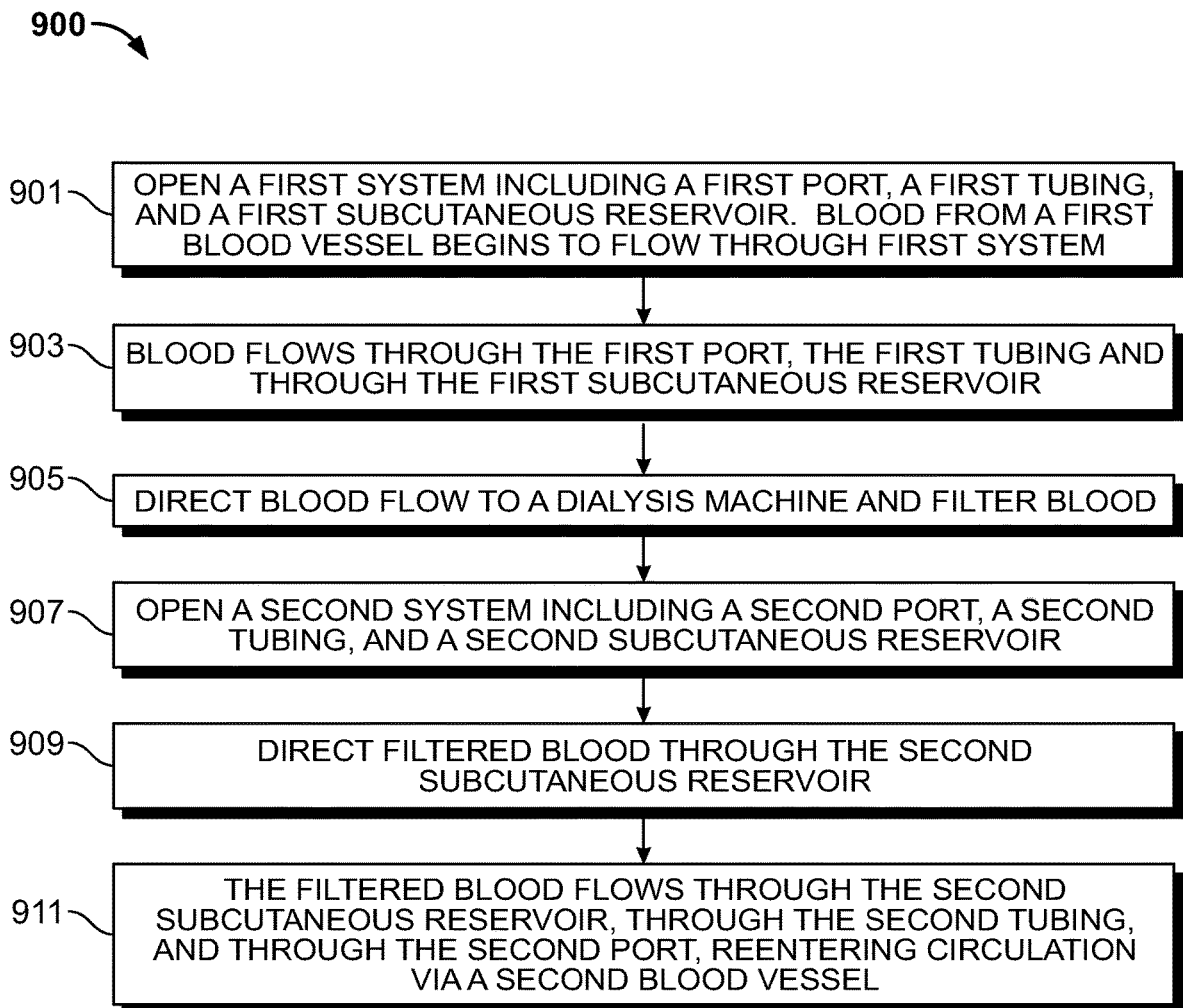 900
901
OPEN A FIRST SYSTEM INCLUDING A FIRST PORT, A FIRST TUBING,
AND A FIRST SUBCUTANEOUS RESERVOIR. BLOOD FROM A FIRST
BLOOD VESSEL BEGINS TO FLOW THROUGH FIRST SYSTEM
903
BLOOD FLOWS THROUGH THE FIRST PORT, THE FIRST TUBING AND
THROUGH THE FIRST SUBCUTANEOUS RESERVOIR
905
DIRECT BLOOD FLOW TO A DIALYSIS MACHINE AND FILTER BLOOD
907
OPEN A SECOND SYSTEM INCLUDING A SECOND PORT, A SECOND
TUBING, AND A SECOND SUBCUTANEOUS RESERVOIR
909
DIRECT FILTERED BLOOD THROUGH THE SECOND
SUBCUTANEOUS RESERVOIR
911
THE FILTERED BLOOD FLOWS THROUGH THE SECOND
SUBCUTANEOUS RESERVOIR, THROUGH THE SECOND TUBING,
AND THROUGH THE SECOND PORT, REENTERING CIRCULATION
VIA A SECOND BLOOD VESSEL